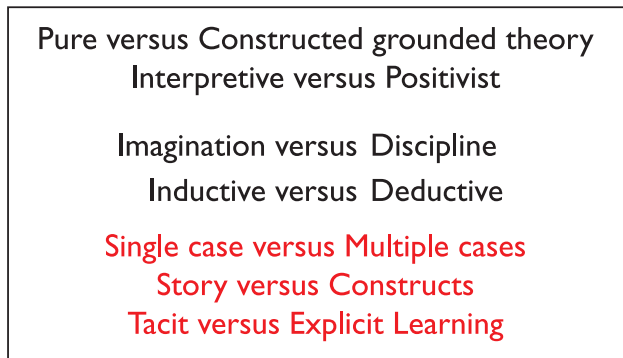 Pure versus Constructed grounded theory
Interpretive versus Positivist
Imagination versus Discipline
Inductive versus Deductive
Single case versus Multiple cases
Story versus Constructs
Tacit versus Explicit Learning